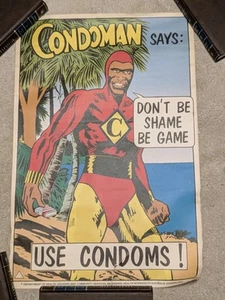 CONDOMAN SAYS:
DON'T BE
SHAME
BE GAME
C
USE CONDOMS!